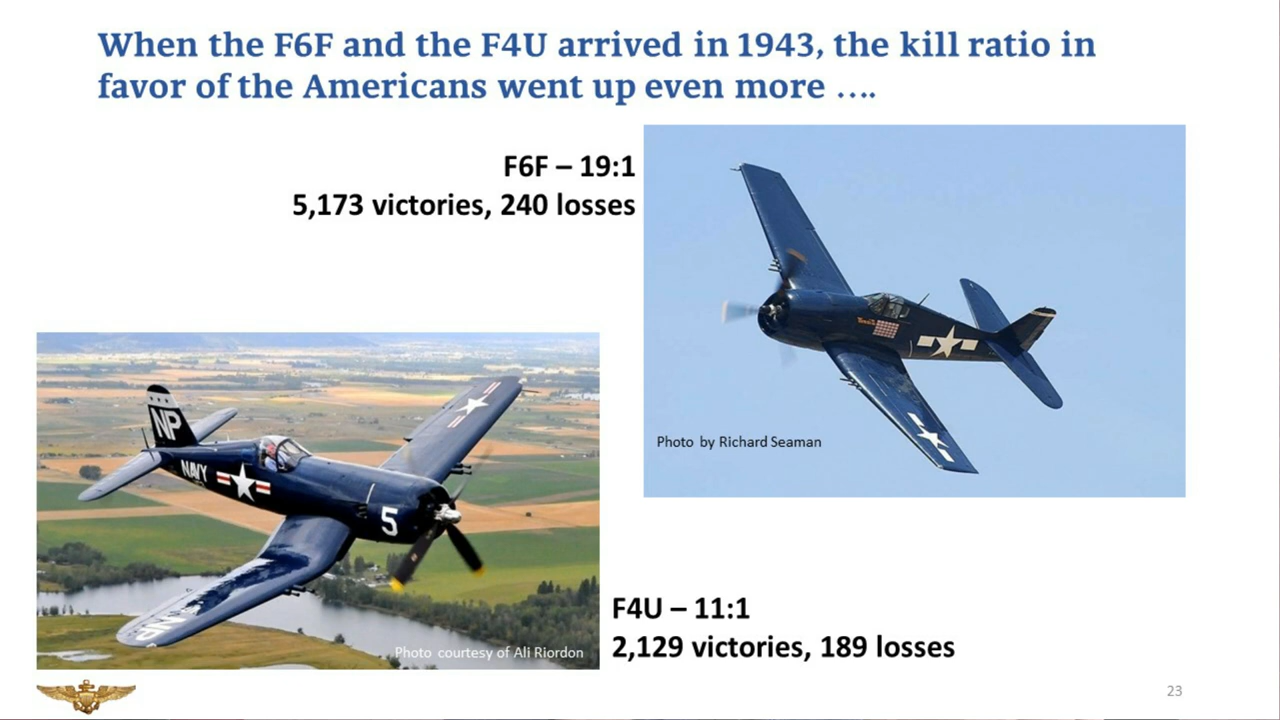 When the F6F and the F4U arrived in 1943, the kill ratio in
favor of the Americans went up even more ….
F6F – 19:1
5,173 victories, 240 losses
Photo by Richard Seaman
NP
NAVY
5
NP
Photo courtesy of Ali Riordon
F4U – 11:1
2,129 victories, 189 losses
23